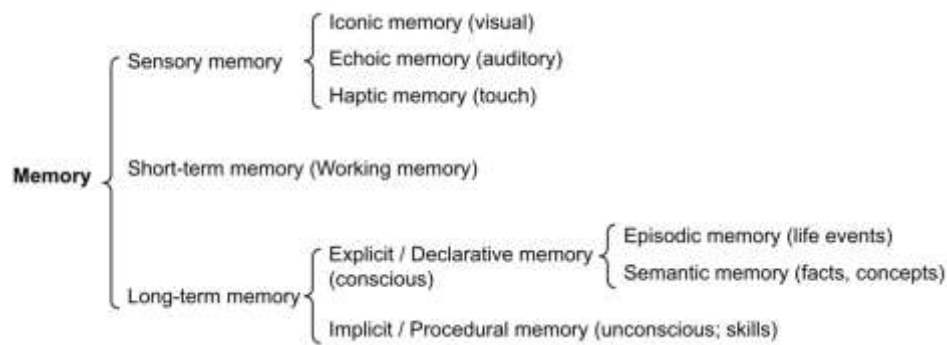 Iconic memory (visual)
Sensory memory
Echoic memory (auditory)
Haptic memory (touch)
Memory
Short-term memory (Working memory)
Long-term memory
Explicit / Declarative memory
(conscious)
Episodic memory (life events)
Semantic memory (facts, concepts)
Implicit / Procedural memory (unconscious; skills)